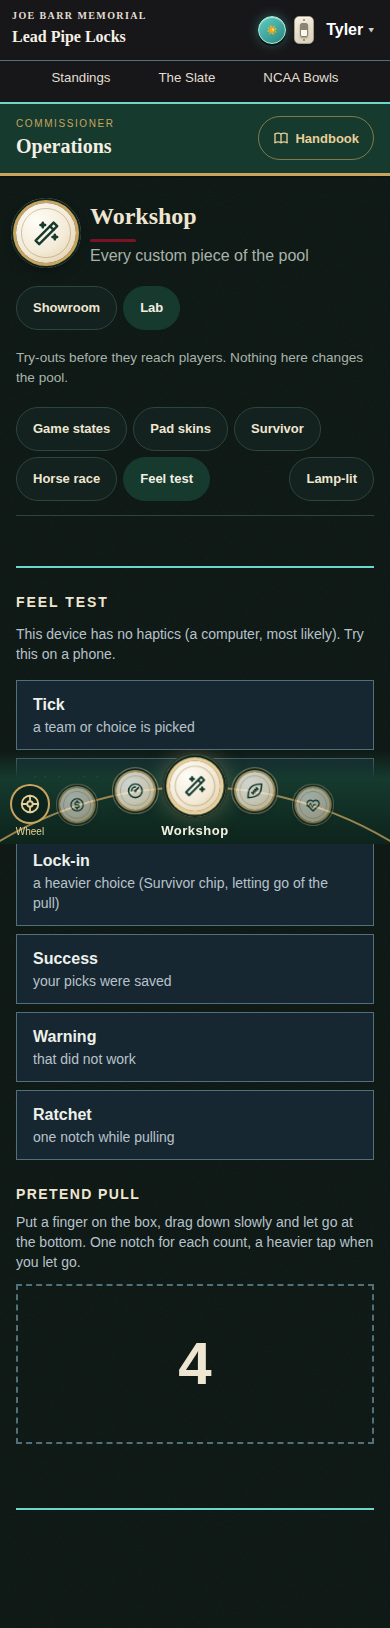 JOE BARR MEMORIAL
Lead Pipe Locks
Tyler
Standings The Slate NCAA Bowls
COMMISSIONER
Operations
Handbook
Workshop
Every custom piece of the pool
Showroom Lab
Try-outs before they reach players. Nothing here changes
the pool.
Game states Pad skins Survivor
Horse race Feel test Lamp-lit
FEEL TEST
This device has no haptics (a computer, most likely). Try
this on a phone.
Tick
a team or choice is picked
Wheel
Workshop
Lock-in
a heavier choice (Survivor chip, letting go of the
pull)
Success
your picks were saved
Warning
that did not work
Ratchet
one notch while pulling
PRETEND PULL
Put a finger on the box, drag down slowly and let go at
the bottom. One notch for each count, a heavier tap when
you let go.
4